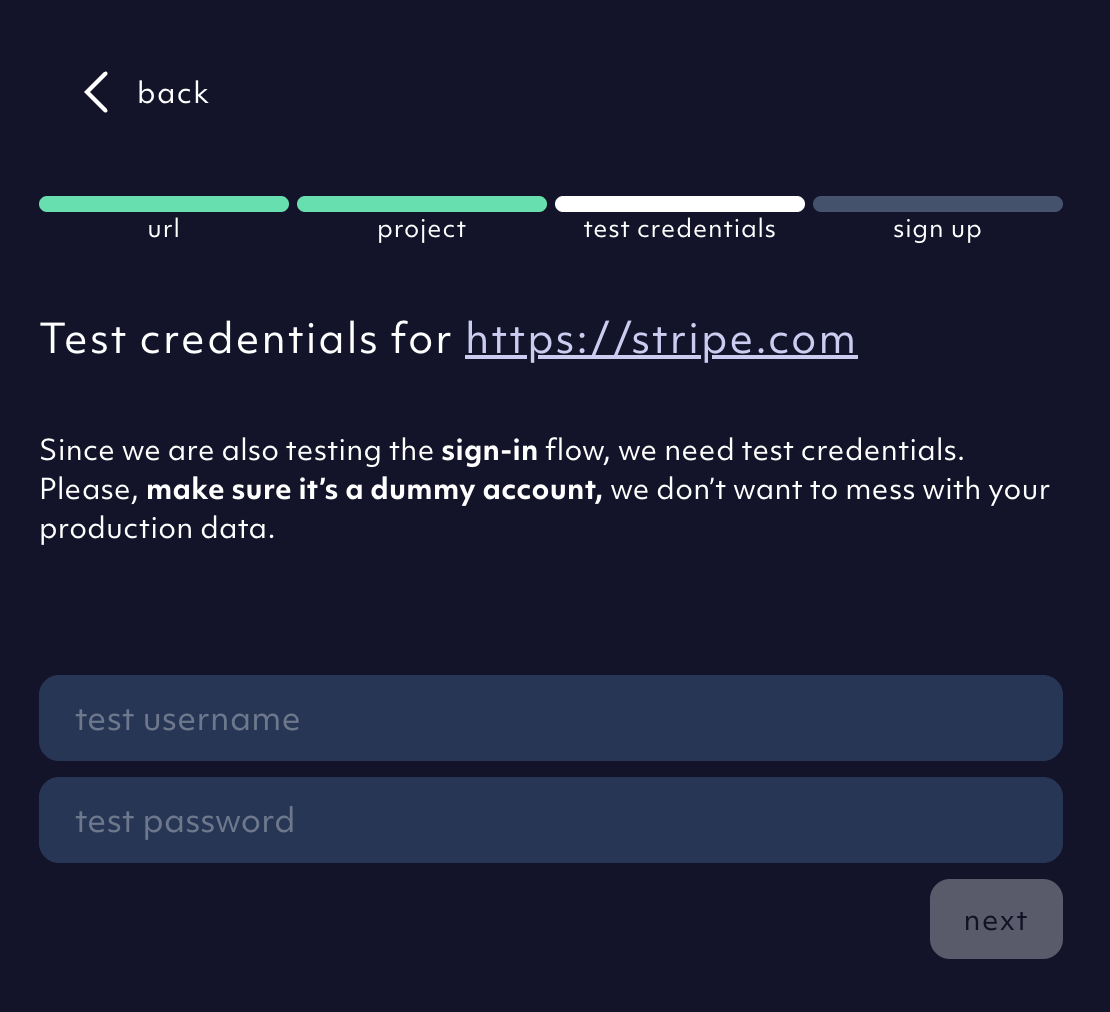 back
url
project
test credentials
sign up
Test credentials for https://stripe.com
Since we are also testing the sign-in flow, we need test credentials.
Please, make sure it’s a dummy account, we don’t want to mess with your
production data.
test username
test password
next